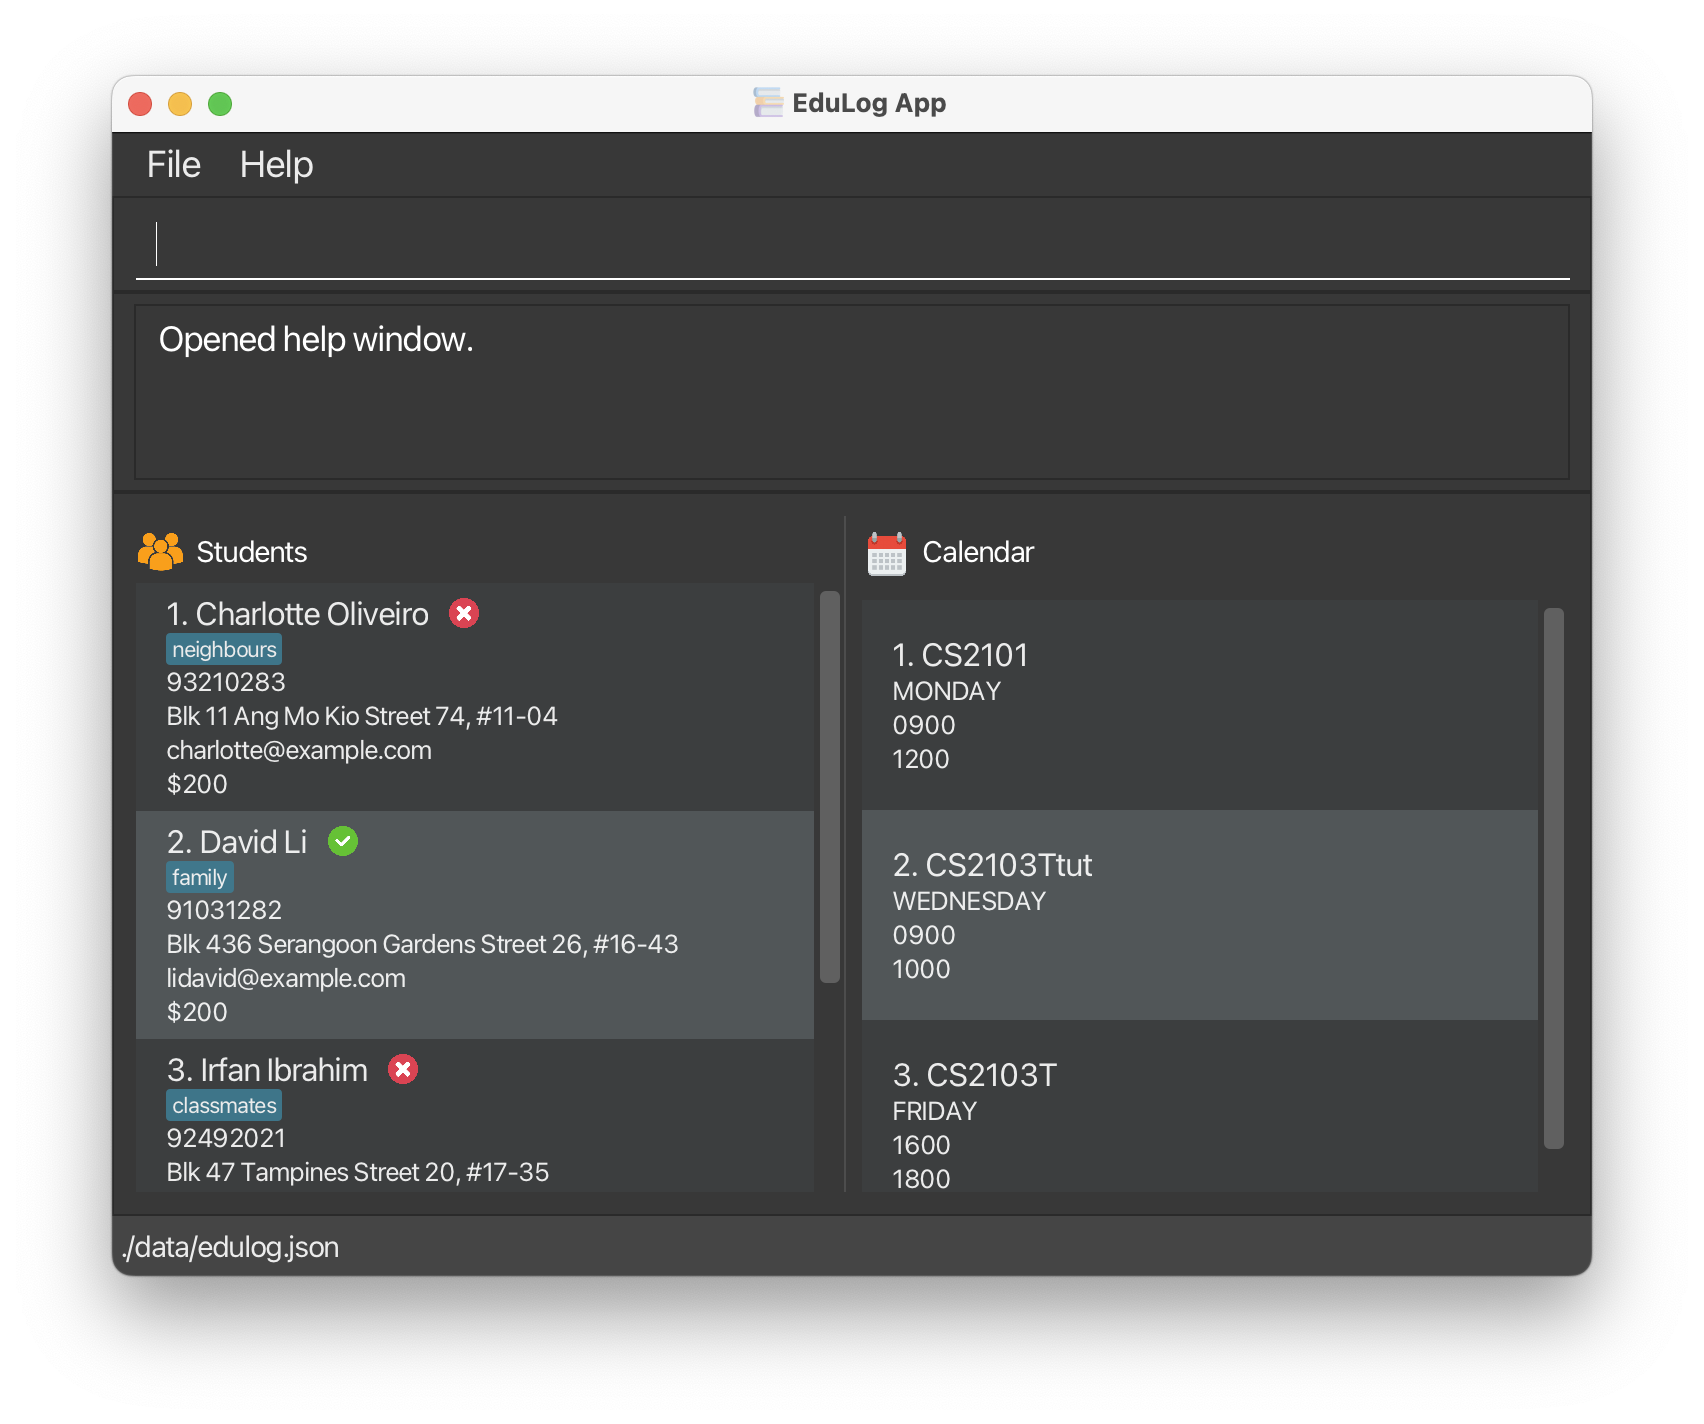 EduLog App
File Help
Opened help window.
Students
1. Charlotte Oliveiro
neighbours
93210283
Blk 11 Ang Mo Kio Street 74, #11-04
charlotte@example.com
$200
2. David Li
family
91031282
Blk 436 Serangoon Gardens Street 26, #16-43
lidavid@example.com
$200
3. Irfan Ibrahim
classmates
92492021
Blk 47 Tampines Street 20, #17-35
Calendar
1. CS2101
MONDAY
0900
1200
2. CS2103Ttut
WEDNESDAY
0900
1000
3. CS2103T
FRIDAY
1600
1800
./data/edulog.json